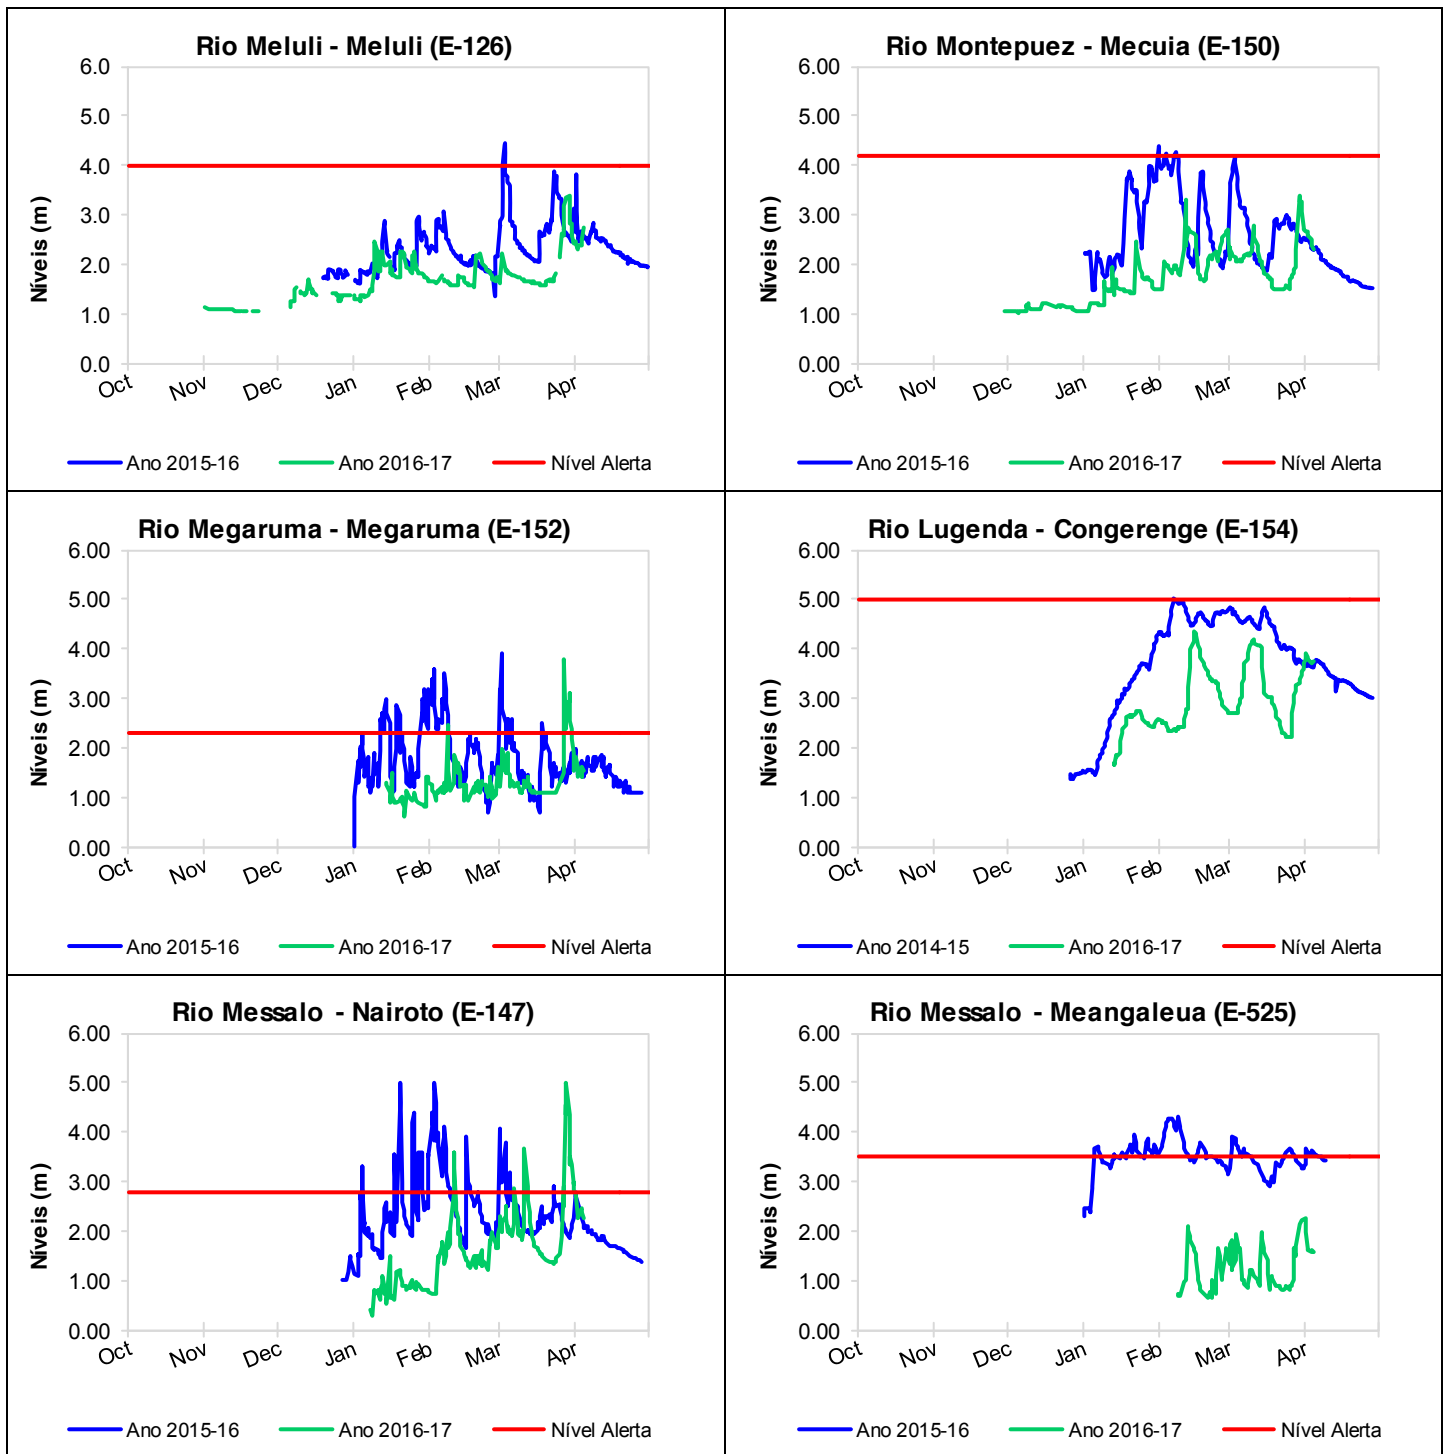 Rio Meluli - Meluli (E-126)
Níveis (m)
6.0
5.0
4.0
3.0
2.0
1.0
0.0
Oct Nov Dec Jan Feb Mar Apr
Ano 2015-16 Ano 2016-17 Nível Alerta
Rio Montepuez - Mecuia (E-150)
Níveis (m)
6.00
5.00
4.00
3.00
2.00
1.00
0.00
Oct Nov Dec Jan Feb Mar Apr
Ano 2015-16 Ano 2016-17 Nível Alerta
Rio Megaruma - Megaruma (E-152)
Níveis (m)
6.00
5.00
4.00
3.00
2.00
1.00
0.00
Oct Nov Dec Jan Feb Mar Apr
Ano 2015-16 Ano 2016-17 Nível Alerta
Rio Lugenda - Congerenge (E-154)
Níveis (m)
6.00
5.00
4.00
3.00
2.00
1.00
0.00
Oct Nov Dec Jan Feb Mar Apr
Ano 2014-15 Ano 2016-17 Nível Alerta
Rio Messalo - Nairoto (E-147)
Níveis (m)
6.00
5.00
4.00
3.00
2.00
1.00
0.00
Oct Nov Dec Jan Feb Mar Apr
Ano 2015-16 Ano 2016-17 Nível Alerta
Rio Messalo - Meangaleua (E-525)
Níveis (m)
6.00
5.00
4.00
3.00
2.00
1.00
0.00
Oct Nov Dec Jan Feb Mar Apr
Ano 2015-16 Ano 2016-17 Nível Alerta